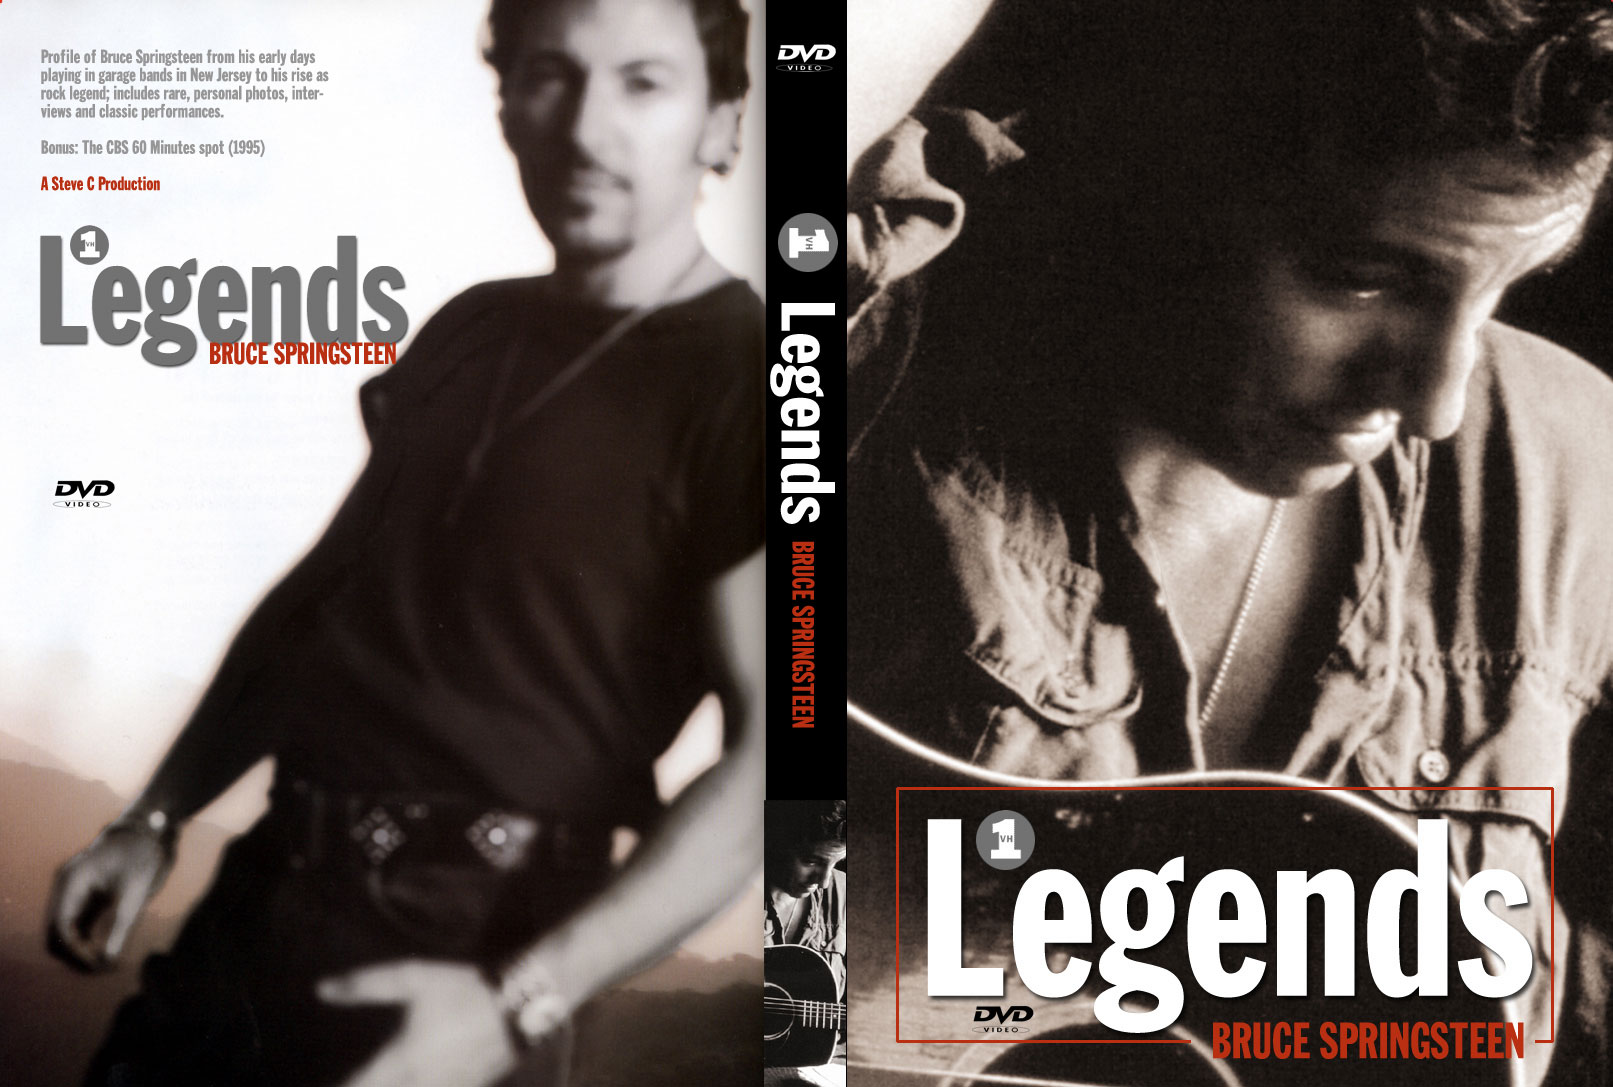 Profile of Bruce Springsteen from his early days
playing in garage bands in New Jersey to his rise as
rock legend; includes rare, personal photos, inter-
views and classic performances.
Bonus: The CBS 60 Minutes spot (1995)
A Steve C Production
VH1
Legends
BRUCE SPRINGSTEEN
DVD
VIDEO
DVD
VIDEO
VH1
Legends
BRUCE SPRINGSTEEN
VH1
Legends
DVD
VIDEO
BRUCE SPRINGSTEEN